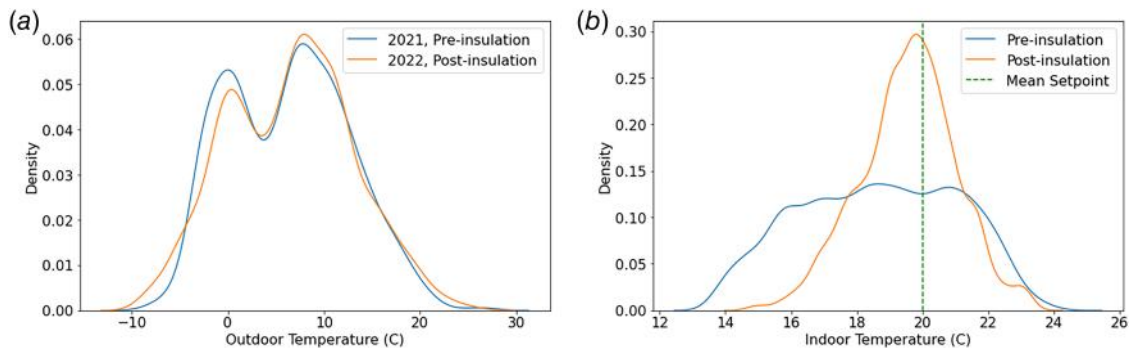 (a)
0.06
0.05
0.04
0.03
0.02
0.01
0.00
Density
−10
0
10
20
30
Outdoor Temperature (C)
2021, Pre-insulation
2022, Post-insulation
(b)
0.30
0.25
0.20
0.15
0.10
0.05
0.00
Density
12
14
16
18
20
22
24
26
Indoor Temperature (C)
Pre-insulation
Post-insulation
Mean Setpoint